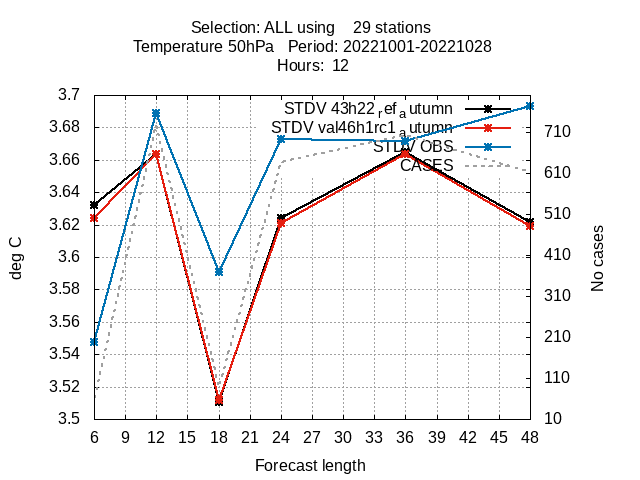 Selection: ALL using 29 stations
Temperature 50hPa Period: 20221001-20221028
Hours: 12
STDV 43h22_ref_autumn
STDV val46h1rc1_autumn
STDV OBS
CASES
3.7
3.68
3.66
3.64
3.62
3.6
3.58
3.56
3.54
3.52
3.5
deg C
710
610
510
410
310
210
110
10
No cases
6 9 12 15 18 21 24 27 30 33 36 39 42 45 48
Forecast length